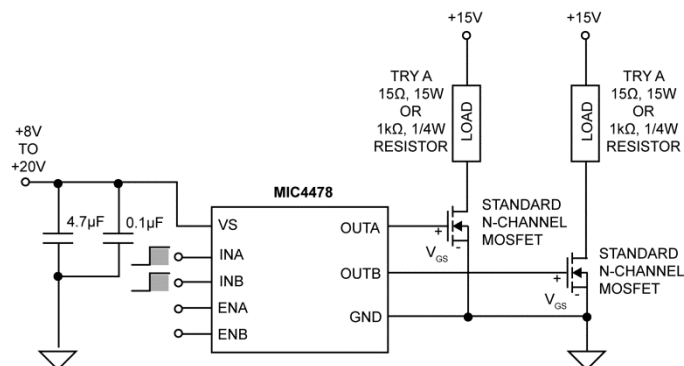 +15V
+15V
TRY A
15Ω, 15W
OR
1kΩ, 1/4W
RESISTOR
LOAD
TRY A
15Ω, 15W
OR
1kΩ, 1/4W
RESISTOR
LOAD
+8V
TO
+20V
4.7µF
0.1µF
MIC4478
VS
INA
INB
ENA
ENB
OUTA
OUTB
GND
+
VGS
-
STANDARD
N-CHANNEL
MOSFET
+
VGS
-
STANDARD
N-CHANNEL
MOSFET